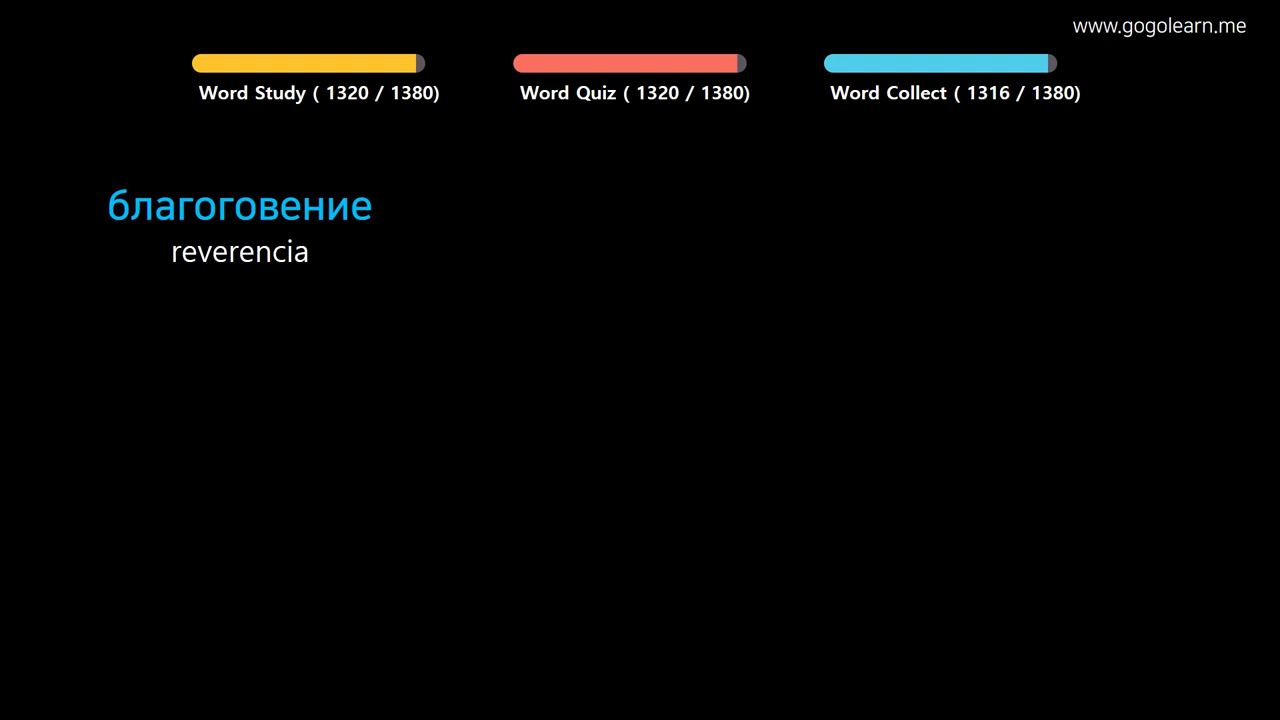 www.gogolearn.me
Word Study ( 1320 / 1380)
Word Quiz ( 1320 / 1380)
Word Collect ( 1316 / 1380)
благоговение
reverencia